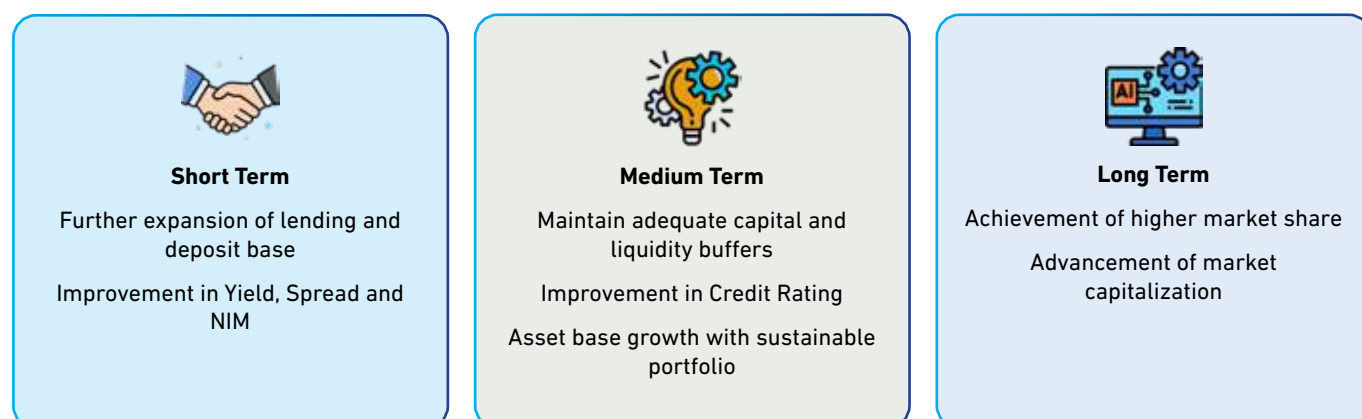 Short Term
Further expansion of lending and
deposit base
Improvement in Yield, Spread and
NIM
Medium Term
Maintain adequate capital and
liquidity buffers
Improvement in Credit Rating
Asset base growth with sustainable
portfolio
AI
Long Term
Achievement of higher market share
Advancement of market
capitalization